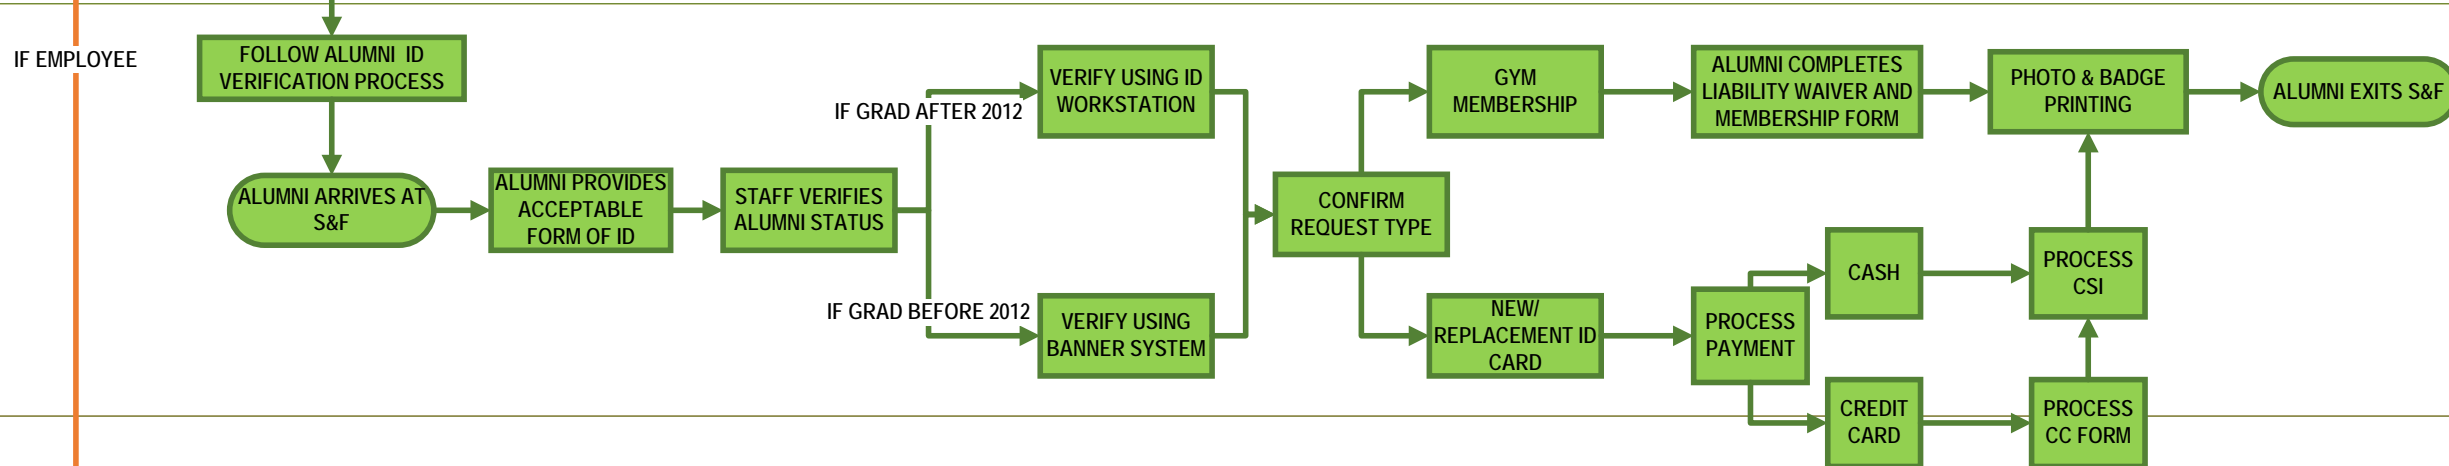 IF EMPLOYEE
FOLLOW ALUMNI ID
VERIFICATION PROCESS
ALUMNI ARRIVES AT
S&F
ALUMNI PROVIDES
ACCEPTABLE
FORM OF ID
STAFF VERIFIES
ALUMNI STATUS
IF GRAD AFTER 2012
VERIFY USING ID
WORKSTATION
IF GRAD BEFORE 2012
VERIFY USING
BANNER SYSTEM
CONFIRM
REQUEST TYPE
GYM
MEMBERSHIP
ALUMNI COMPLETES
LIABILITY WAIVER AND
MEMBERSHIP FORM
NEW/
REPLACEMENT ID
CARD
PROCESS
PAYMENT
CASH
CREDIT
CARD
PROCESS
CC FORM
PROCESS
CSI
PHOTO & BADGE
PRINTING
ALUMNI EXITS S&F